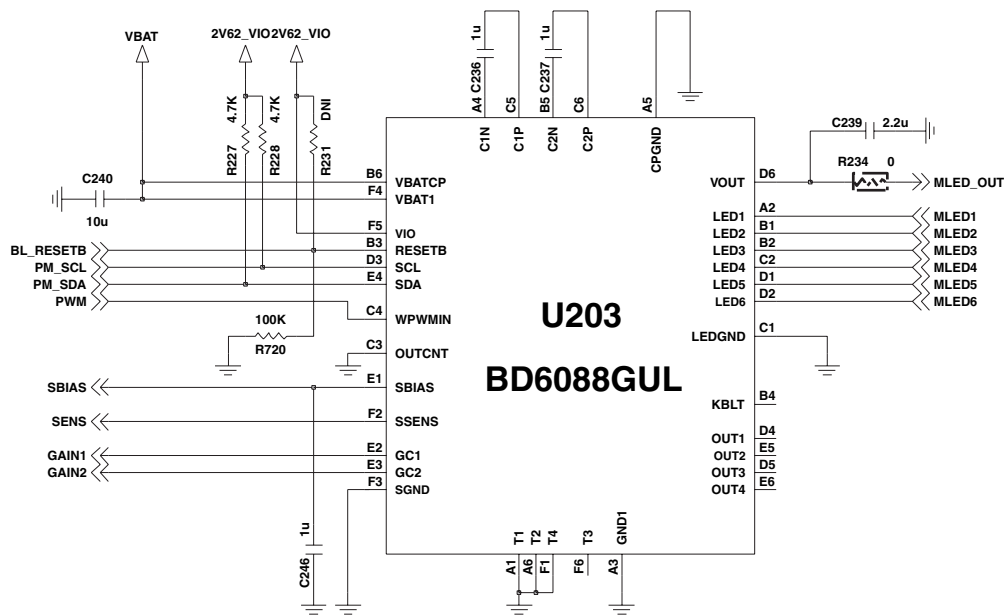 VBAT
2V62_VIO
2V62_VIO
4.7K
R227
4.7K
R228
DNI
R231
C240
10u
BL_RESETB
PM_SCL
PM_SDA
PWM
100K
R720
SBIAS
SENS
GAIN1
GAIN2
1u
C246
1u
C236
1u
C237
A4
C5
B5
C6
A5
C1N
C1P
C2N
C2P
CPGND
B6 VBATCP
F4 VBAT1
F5 VIO
B3 RESETB
D3 SCL
E4 SDA
C4 WPWMIN
C3 OUTCNT
E1 SBIAS
F2 SSENS
E2 GC1
E3 GC2
F3 SGND
U203
BD6088GUL
VOUT D6
LED1 A2
LED2 B1
LED3 B2
LED4 C2
LED5 D1
LED6 D2
LEDGND C1
KBLT B4
OUT1 D4
OUT2 E5
OUT3 D5
OUT4 E6
C239 2.2u
R234 0
MLED_OUT
MLED1
MLED2
MLED3
MLED4
MLED5
MLED6
T1
T2
T4
T3
GND1
A1
A6
F1
F6
A3